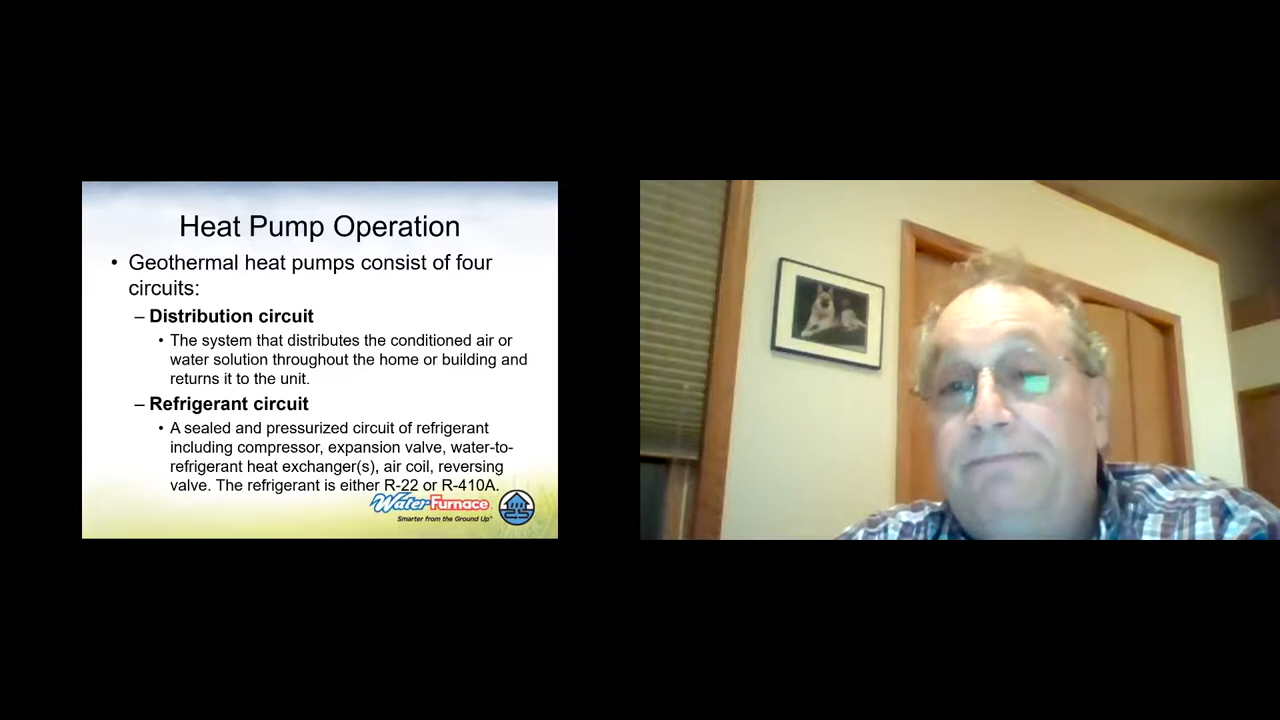 Heat Pump Operation
• Geothermal heat pumps consist of four
circuits:
– Distribution circuit
• The system that distributes the conditioned air or
water solution throughout the home or building and
returns it to the unit.
– Refrigerant circuit
• A sealed and pressurized circuit of refrigerant
including compressor, expansion valve, water-to-
refrigerant heat exchanger(s), air coil, reversing
valve. The refrigerant is either R-22 or R-410A.
WaterFurnace
Smarter from the Ground Up™